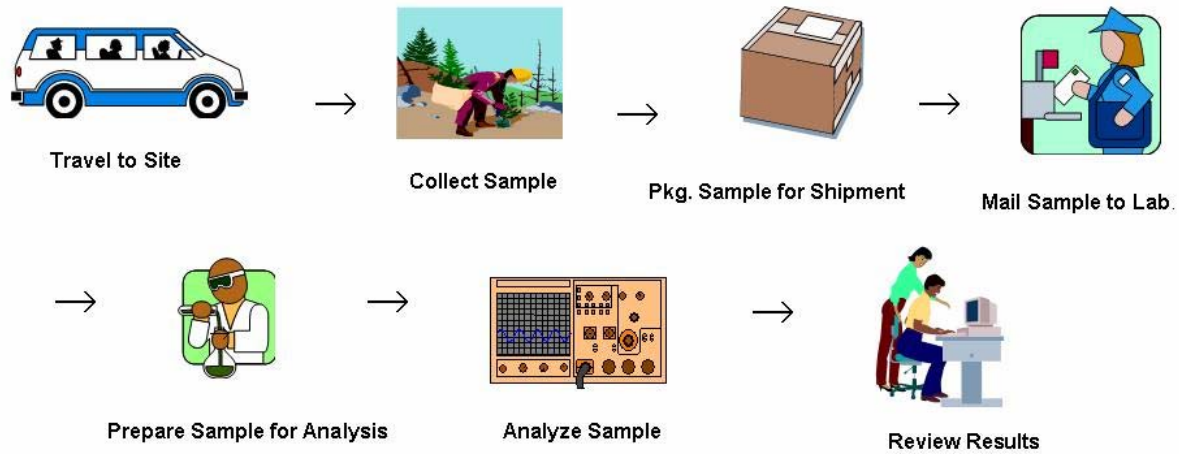 Travel to Site
Collect Sample
Pkg. Sample for Shipment
Mail Sample to Lab.
Prepare Sample for Analysis
Analyze Sample
Review Results